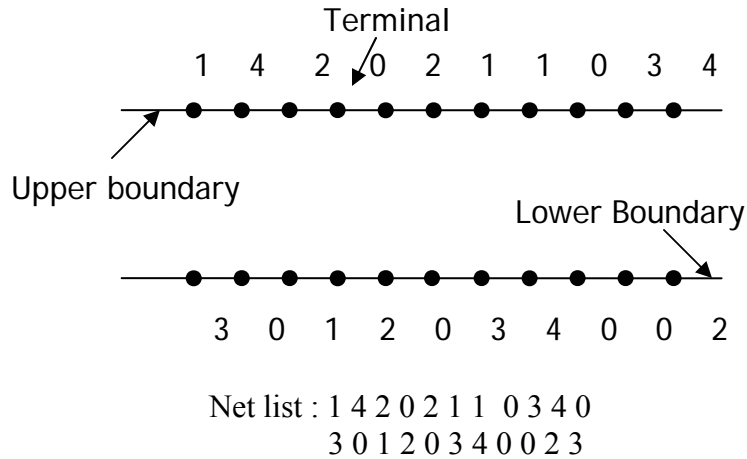 Terminal
1 4 2 0 2 1 1 0 3 4
Upper boundary
Lower Boundary
3 0 1 2 0 3 4 0 0 2
Net list : 1 4 2 0 2 1 1 0 3 4 0
3 0 1 2 0 3 4 0 0 2 3